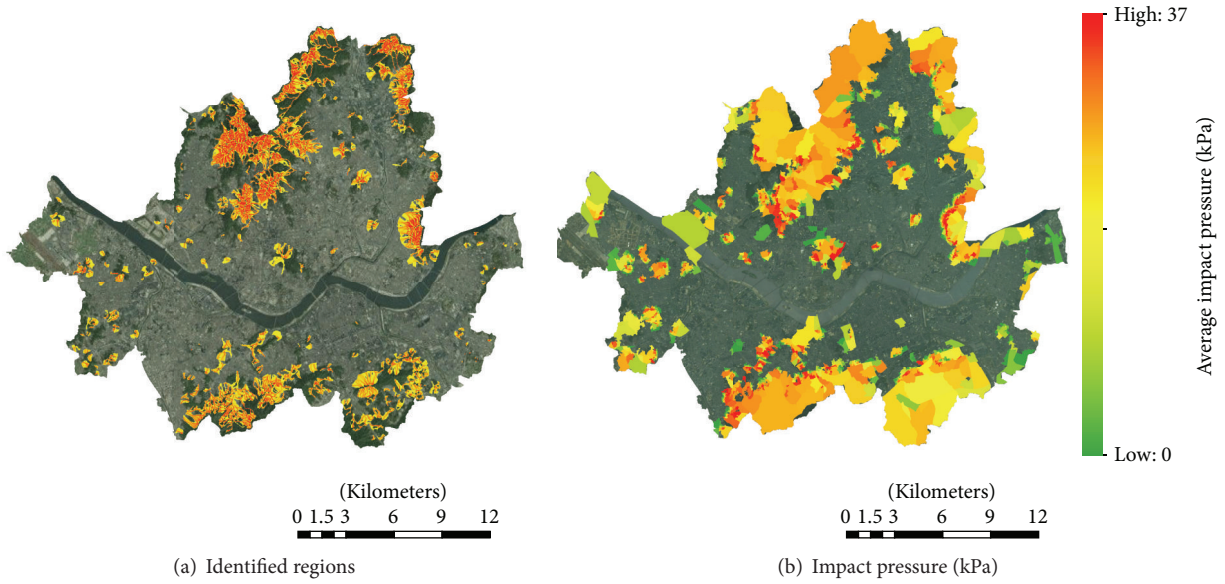 High: 37
Average impact pressure (kPa)
Low: 0
(Kilometers)
0 1.5 3 6 9 12
(Kilometers)
0 1.5 3 6 9 12
(a) Identified regions
(b) Impact pressure (kPa)